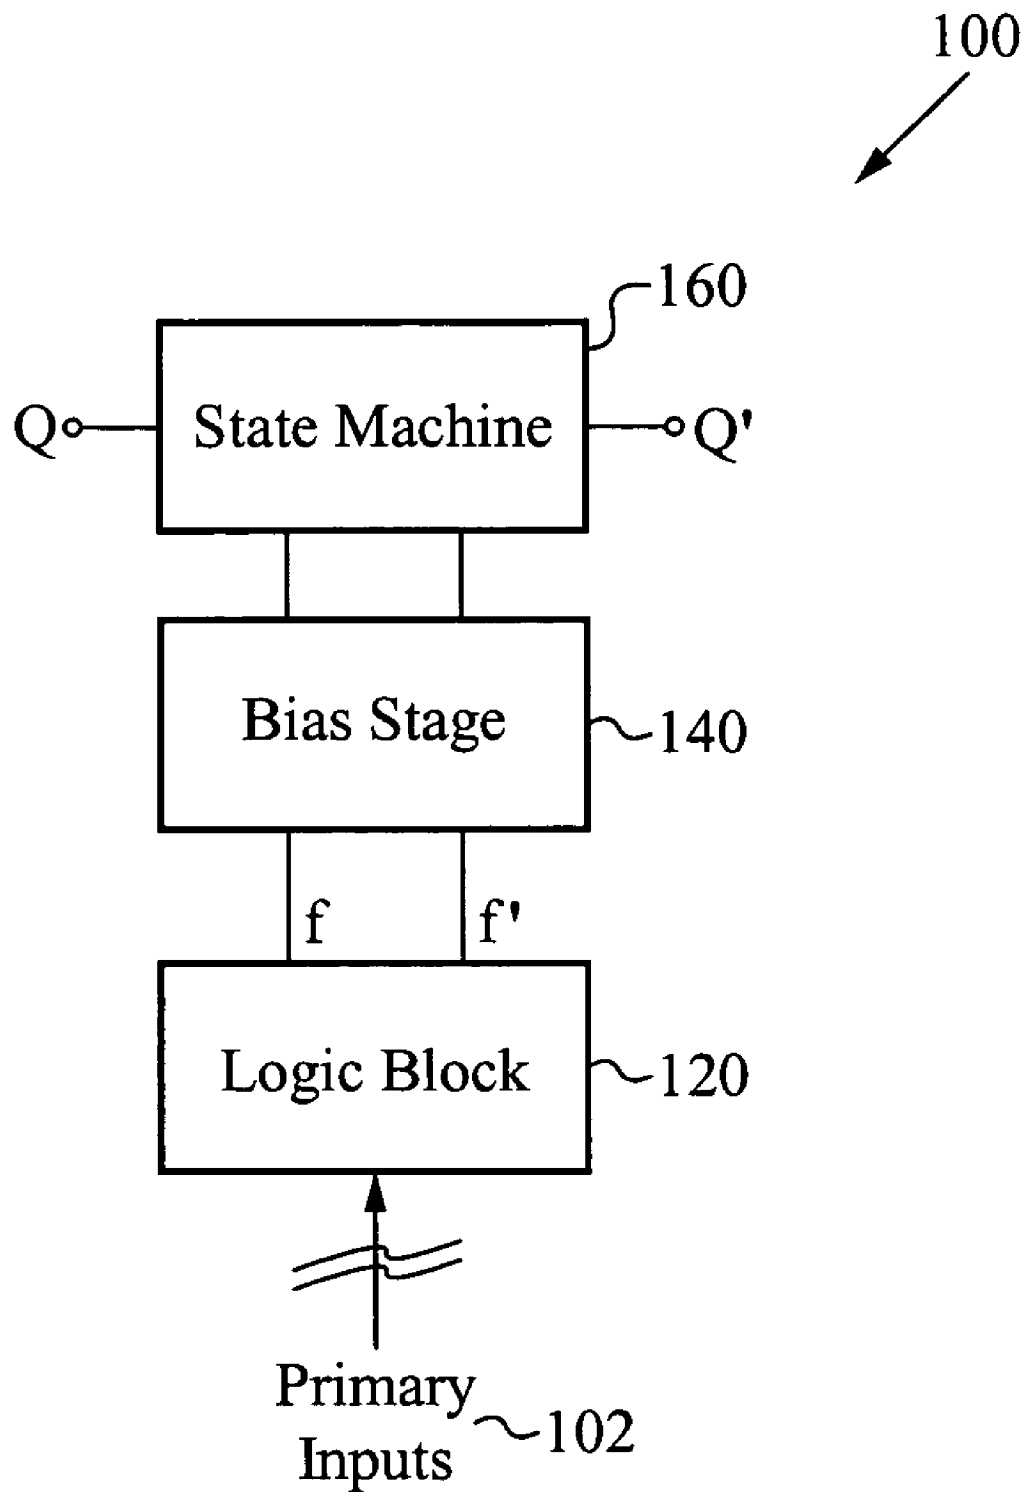 100
160
Q
State Machine
Q'
Bias Stage
140
f
f'
Logic Block
120
Primary
Inputs
102